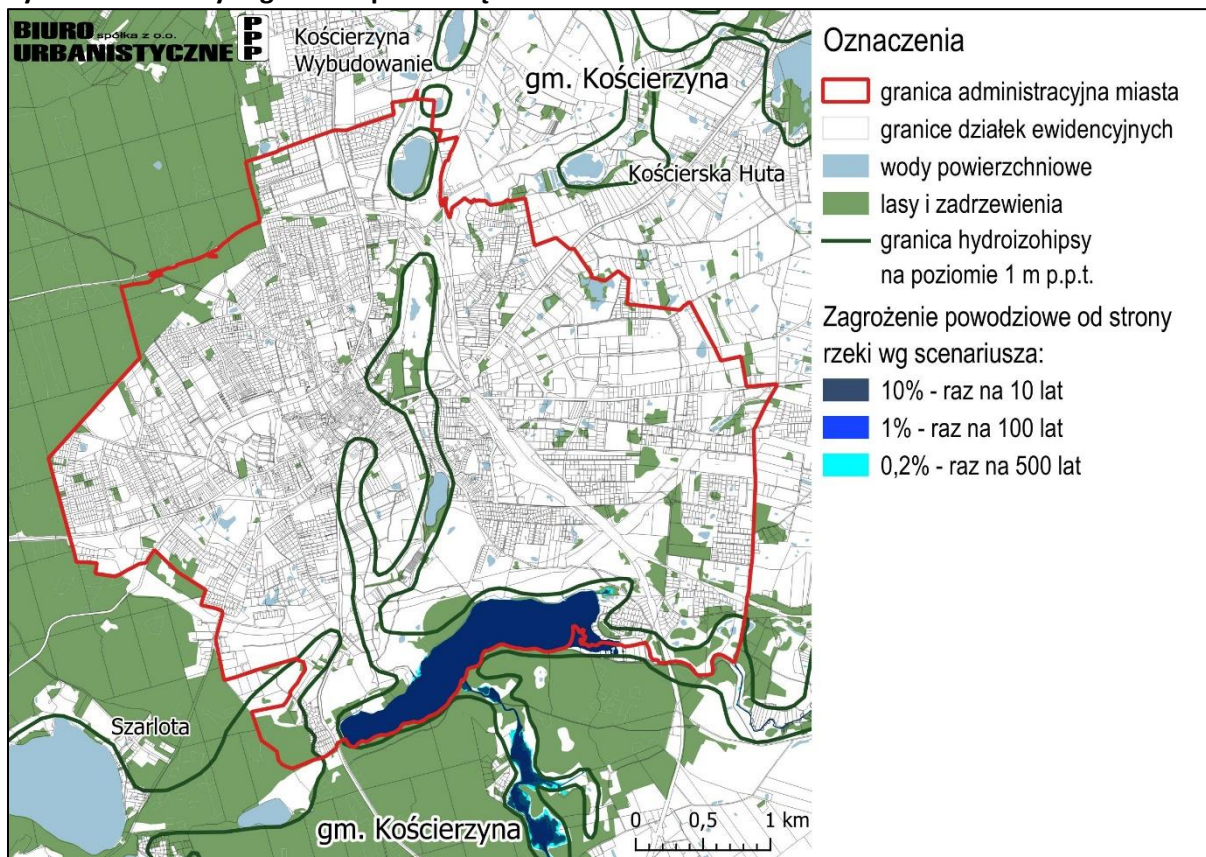 BIURO spółka z o.o.
URBANISTYCZNE
PPP
Kościerzyna
Wybudowanie
gm. Kościerzyna
Kościerska Huta
Szarlota
gm. Kościerzyna
0 0,5 1 km
Oznaczenia
granica administracyjna miasta
granice działek ewidencyjnych
wody powierzchniowe
lasy i zadrzewienia
granica hydroizohipsy
na poziomie 1 m p.p.t.
Zagrożenie powodziowe od strony
rzeki wg scenariusza:
10% - raz na 10 lat
1% - raz na 100 lat
0,2% - raz na 500 lat